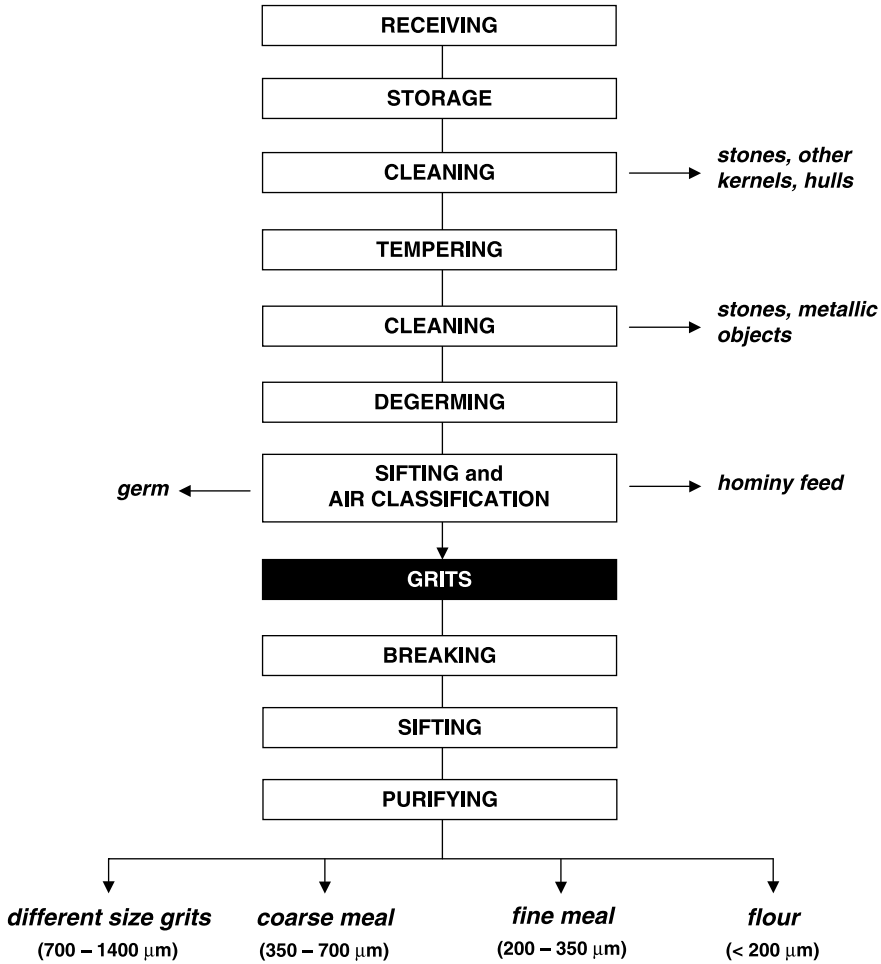 RECEIVING
STORAGE
CLEANING
stones, other
kernels, hulls
TEMPERING
CLEANING
stones, metallic
objects
DEGERMING
germ
SIFTING and
AIR CLASSIFICATION
hominy feed
GRITS
BREAKING
SIFTING
PURIFYING
different size grits
(700 – 1400 μm)
coarse meal
(350 – 700 μm)
fine meal
(200 – 350 μm)
flour
(< 200 μm)